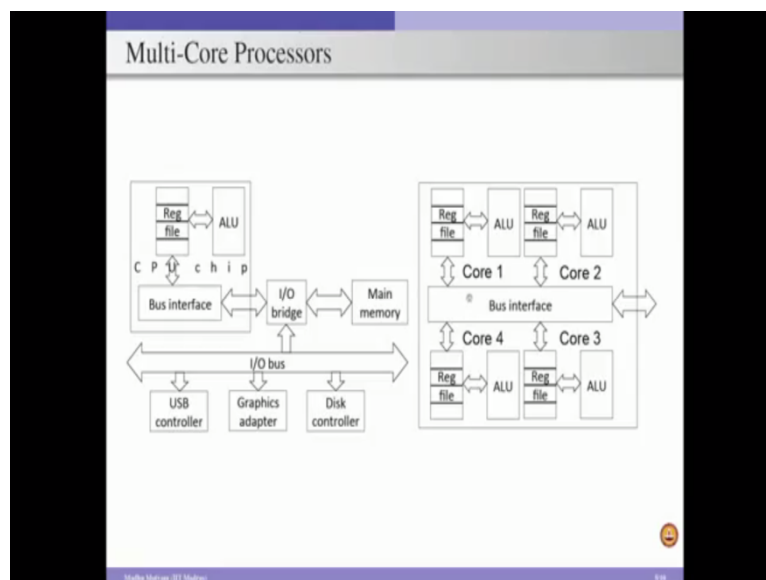 Multi-Core Processors
Reg
file
ALU
CPU chip
Bus interface
I/O
bridge
Main
memory
I/O bus
USB
controller
Graphics
adapter
Disk
controller
Reg
file
ALU
Reg
file
ALU
Core 1
Core 2
Bus interface
Core 4
Core 3
Reg
file
ALU
Reg
file
ALU